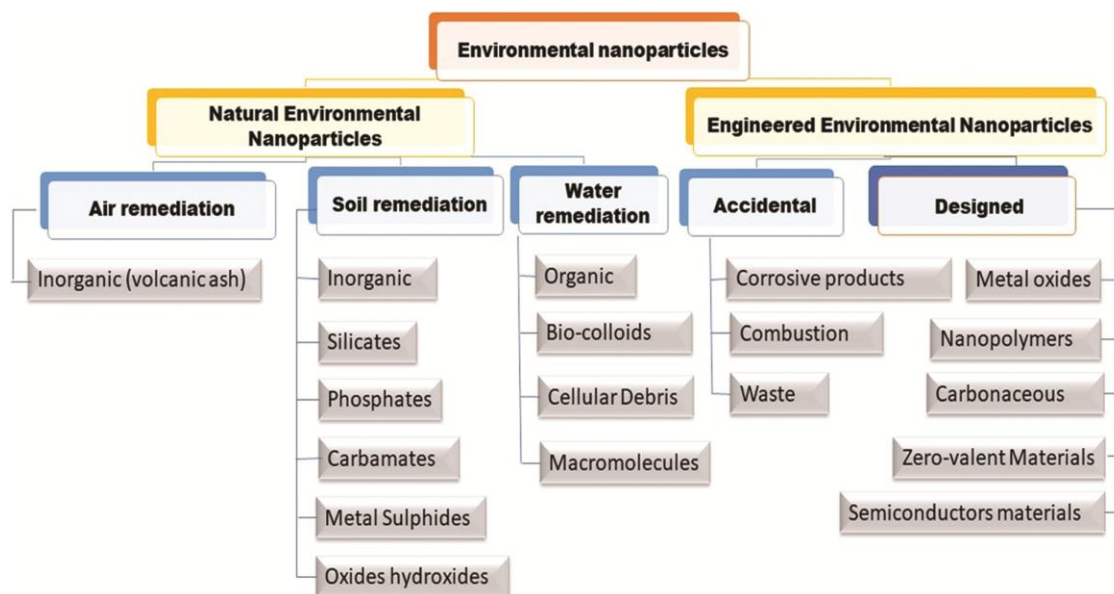 Environmental nanoparticles
Natural Environmental
Nanoparticles
Engineered Environmental Nanoparticles
Air remediation
Soil remediation
Water
remediation
Accidental
Designed
Inorganic (volcanic ash)
Inorganic
Silicates
Phosphates
Carbamates
Metal Sulphides
Oxides hydroxides
Organic
Bio-colloids
Cellular Debris
Macromolecules
Corrosive products
Combustion
Waste
Metal oxides
Nanopolymers
Carbonaceous
Zero-valent Materials
Semiconductors materials